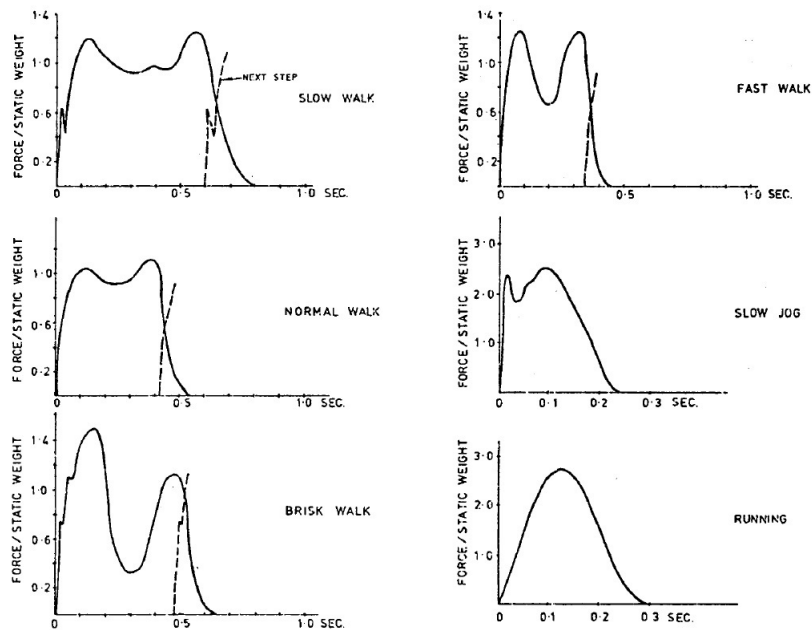 FORCE/STATIC WEIGHT
1·4
1·0
0·6
0·2
0
0·5
1·0 SEC.
NEXT STEP
SLOW WALK
FORCE/STATIC WEIGHT
1·4
1·0
0·6
0·2
0
0·5
1·0 SEC.
FAST WALK
FORCE/STATIC WEIGHT
1·0
0·6
0·2
0
0·5
1·0 SEC.
NORMAL WALK
FORCE/STATIC WEIGHT
3·0
2·0
1·0
0
0·1
0·2
0·3 SEC.
SLOW JOG
FORCE/STATIC WEIGHT
1·4
1·0
0·6
0·2
0
0·5
1·0 SEC.
BRISK WALK
FORCE/STATIC WEIGHT
3·0
2·0
1·0
0
0·1
0·2
0·3 SEC.
RUNNING